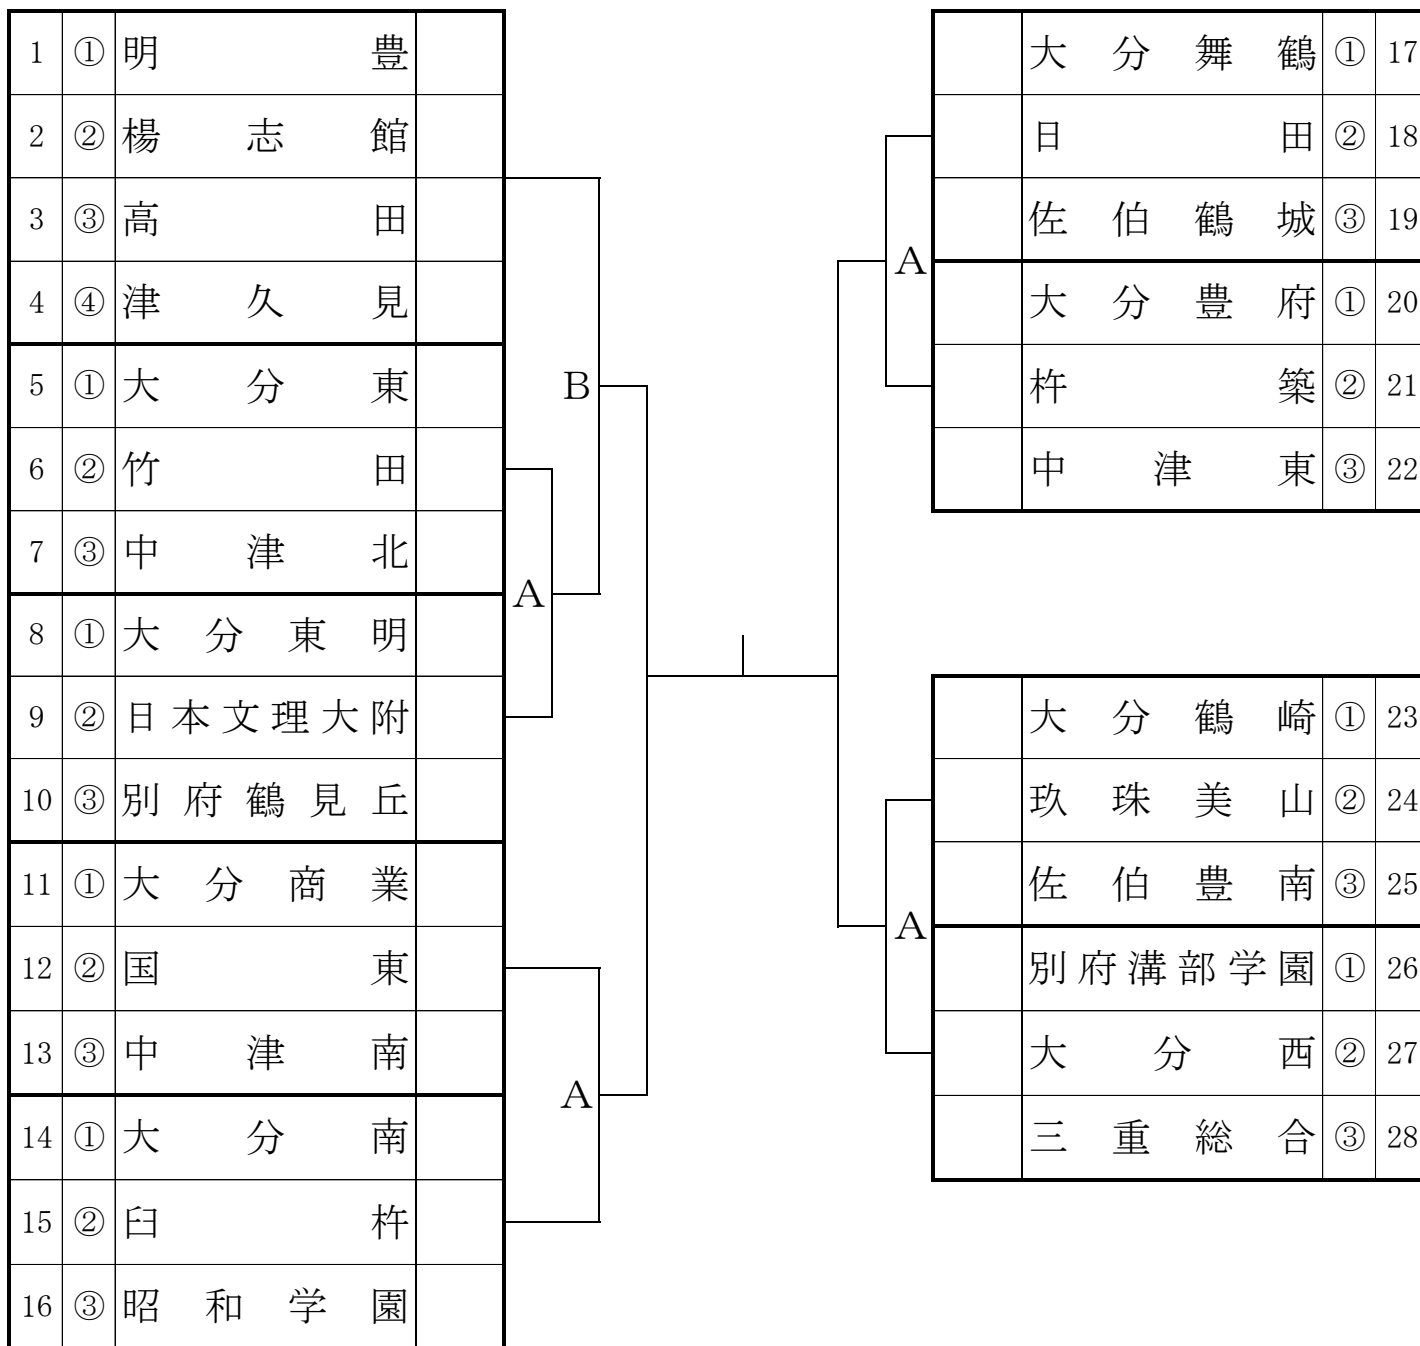 1 ① 明豊
2 ② 楊志館
3 ③ 高田
4 ④ 津久見
5 ① 大分東
6 ② 竹田
7 ③ 中津北
8 ① 大分東明
9 ② 日本文理大附
10 ③ 別府鶴見丘
11 ① 大分商業
12 ② 国東
13 ③ 中津南
14 ① 大分南
15 ② 臼杵
16 ③ 昭和学園
B
A
A
大分舞鶴 ① 17
日田 ② 18
佐伯鶴城 ③ 19
大分豊府 ① 20
杵築 ② 21
中津東 ③ 22
A
大分鶴崎 ① 23
玖珠美山 ② 24
佐伯豊南 ③ 25
別府溝部学園 ① 26
大分西 ② 27
三重総合 ③ 28
A